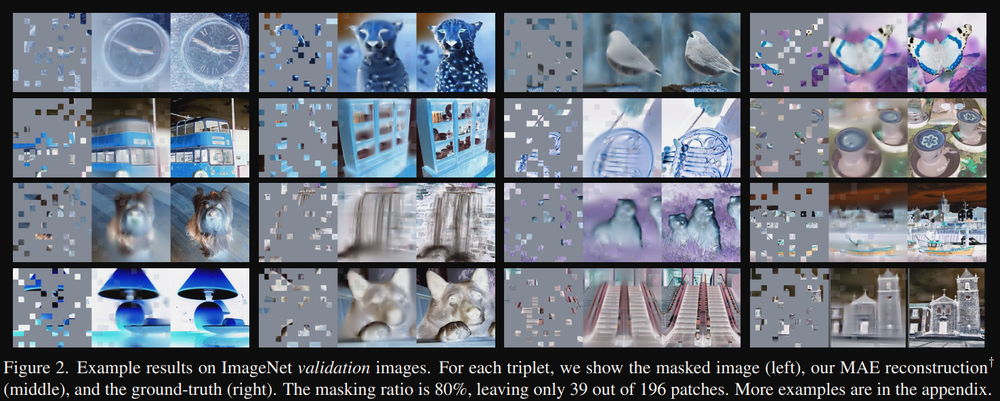 Figure 2. Example results on ImageNet validation images. For each triplet, we show the masked image (left), our MAE reconstruction†
(middle), and the ground-truth (right). The masking ratio is 80%, leaving only 39 out of 196 patches. More examples are in the appendix.